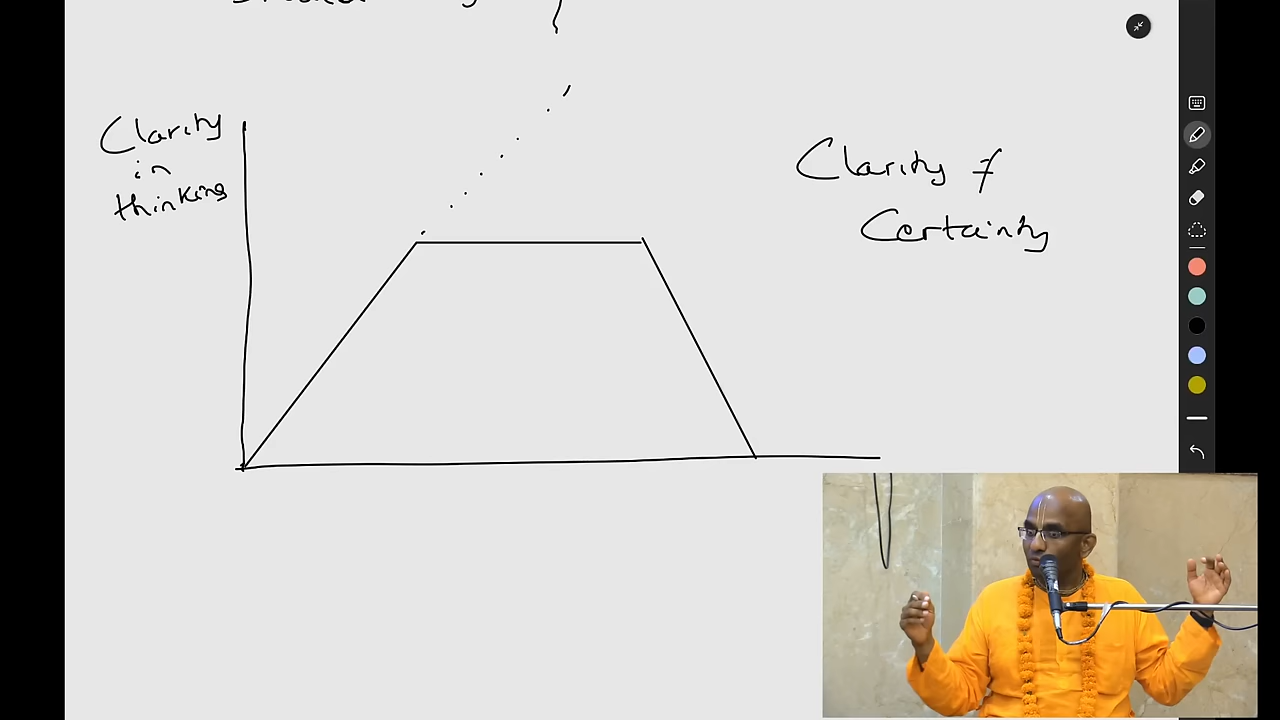 Clarity
in
thinking
Clarity ≠
Certainty